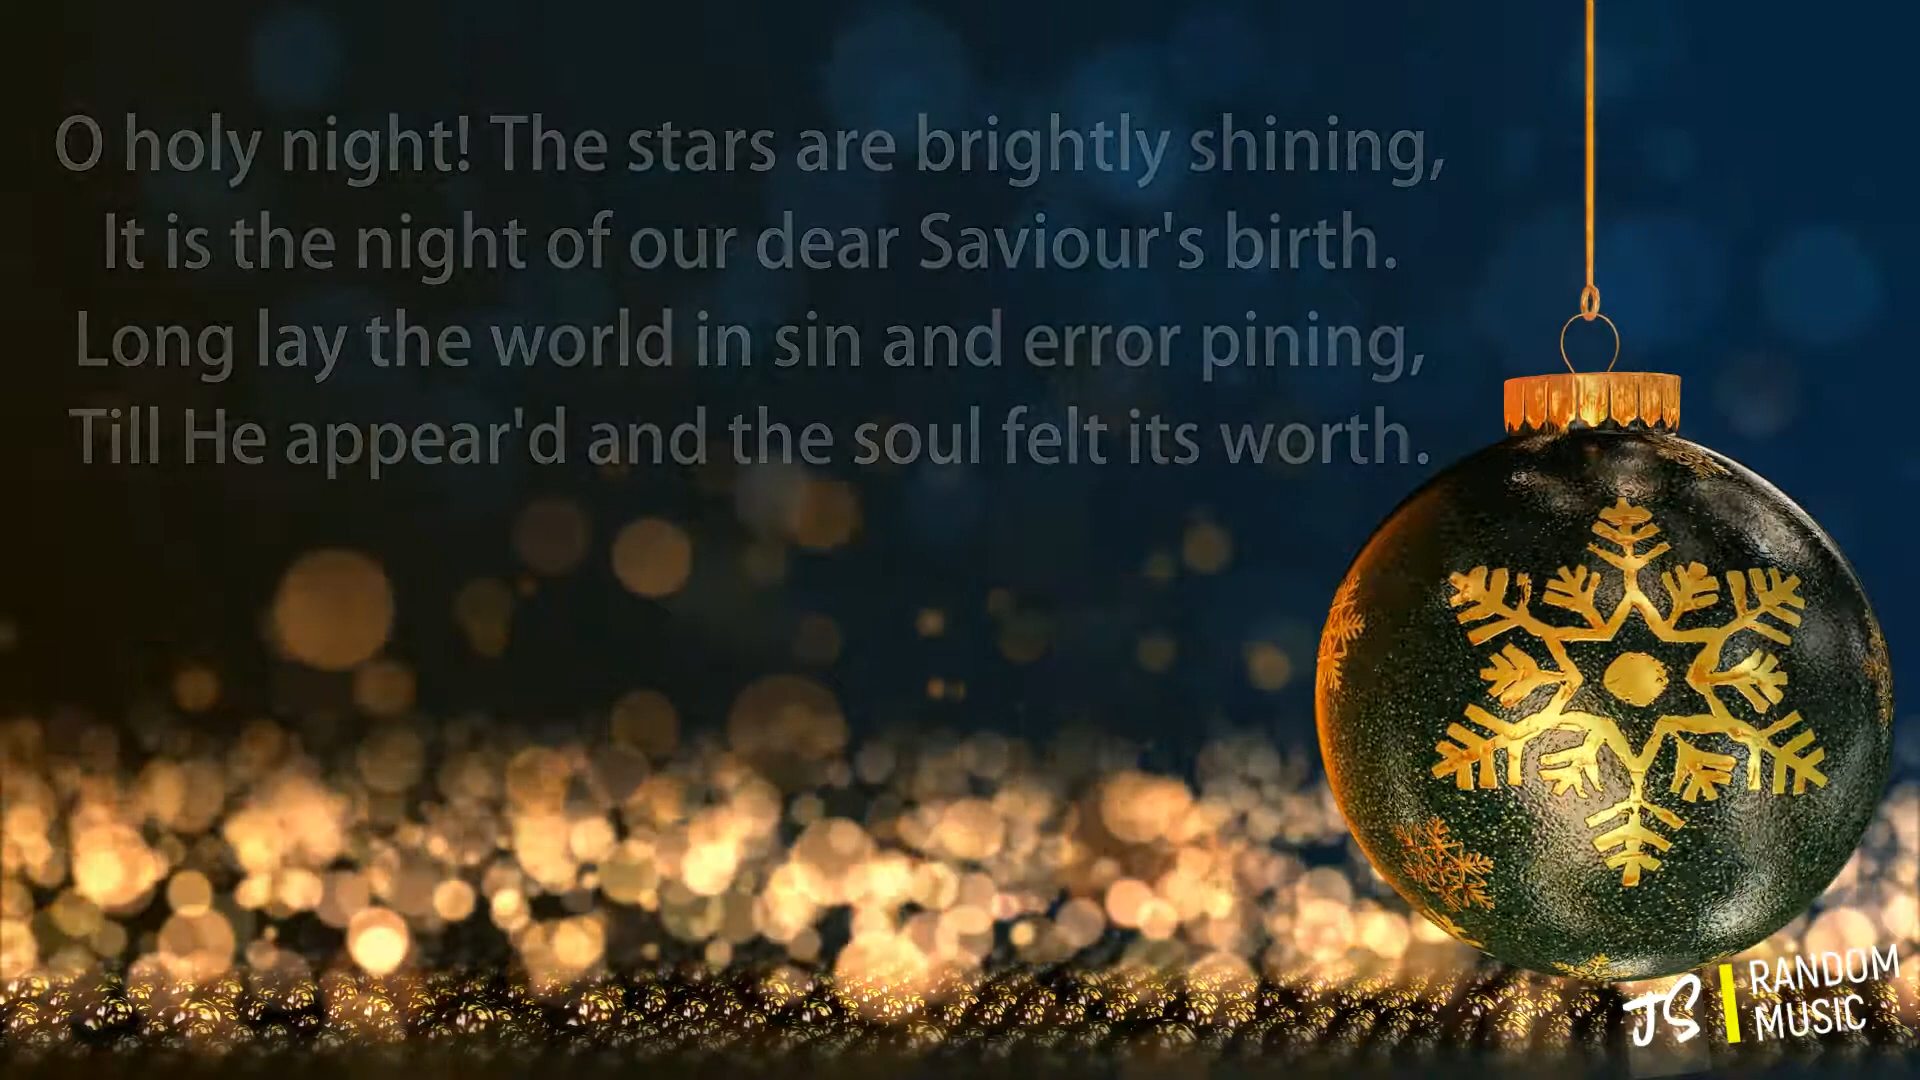 O holy night! The stars are brightly shining,
It is the night of our dear Saviour's birth.
Long lay the world in sin and error pining,
Till He appear'd and the soul felt its worth.
JS
RANDOM
MUSIC